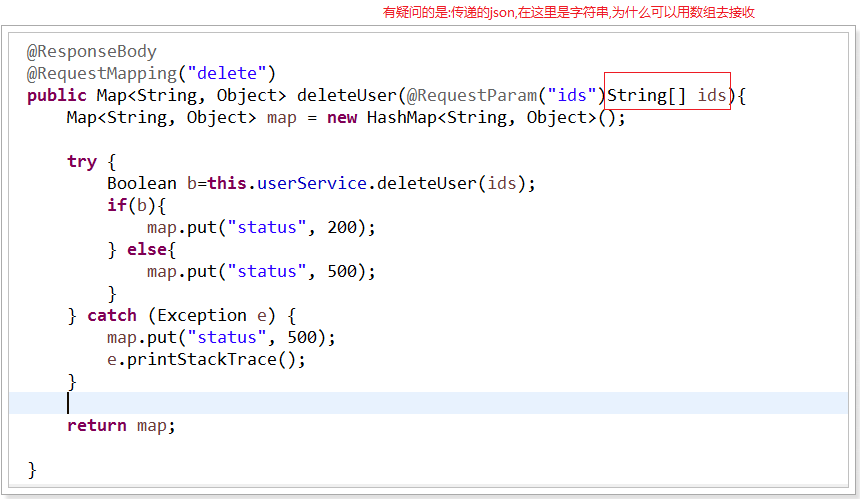 有疑问的是:传递的json,在这里是字符串,为什么可以用数组去接收
@ResponseBody
@RequestMapping("delete")
public Map<String, Object> deleteUser(@RequestParam("ids")String[] ids){
    Map<String, Object> map = new HashMap<String, Object>();

    try {
        Boolean b=this.userService.deleteUser(ids);
        if(b){
            map.put("status", 200);
        } else{
            map.put("status", 500);
        }
    } catch (Exception e) {
        map.put("status", 500);
        e.printStackTrace();
    }

    return map;

}